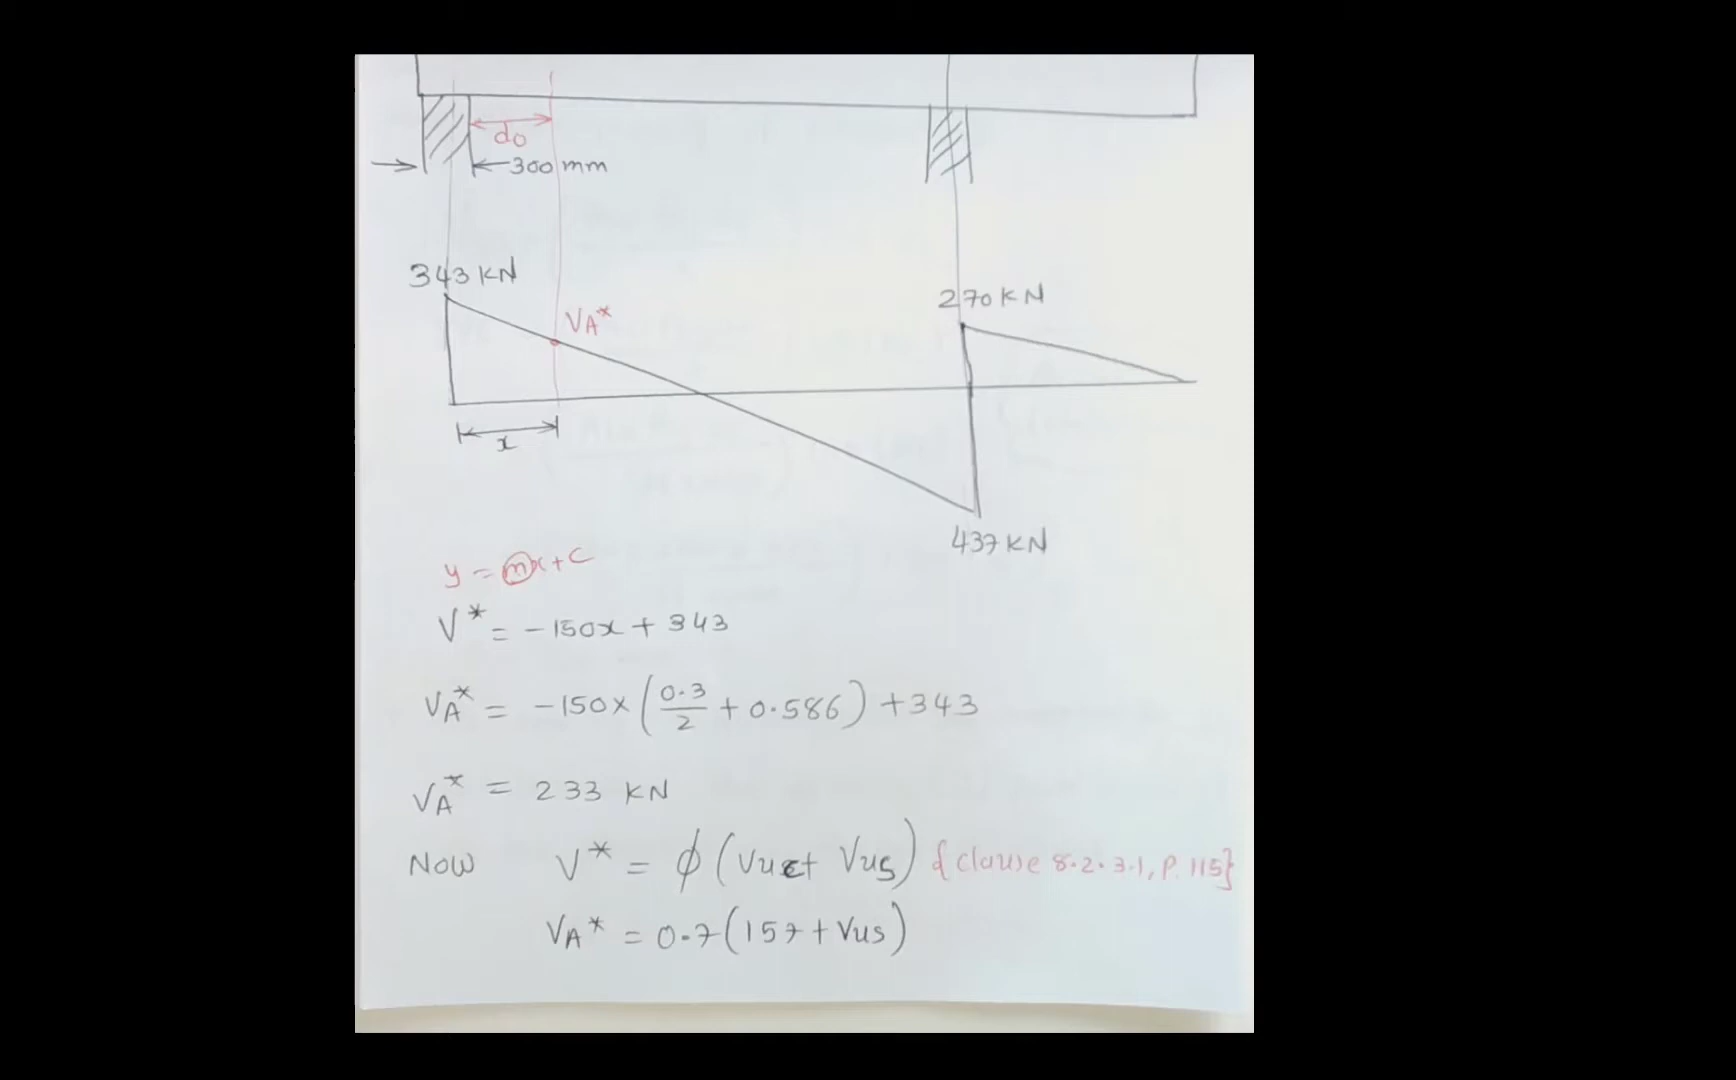 do
300 mm
343 KN
270 KN
VA*
x
437 KN
y = mx + c
V* = -150x + 343
VA* = -150 × (0.3/2 + 0.586) + 343
VA* = 233 KN
Now V* = ϕ (Vuc + Vus) {clause 8.2.3.1, P. 115}
VA* = 0.7 (157 + Vus)